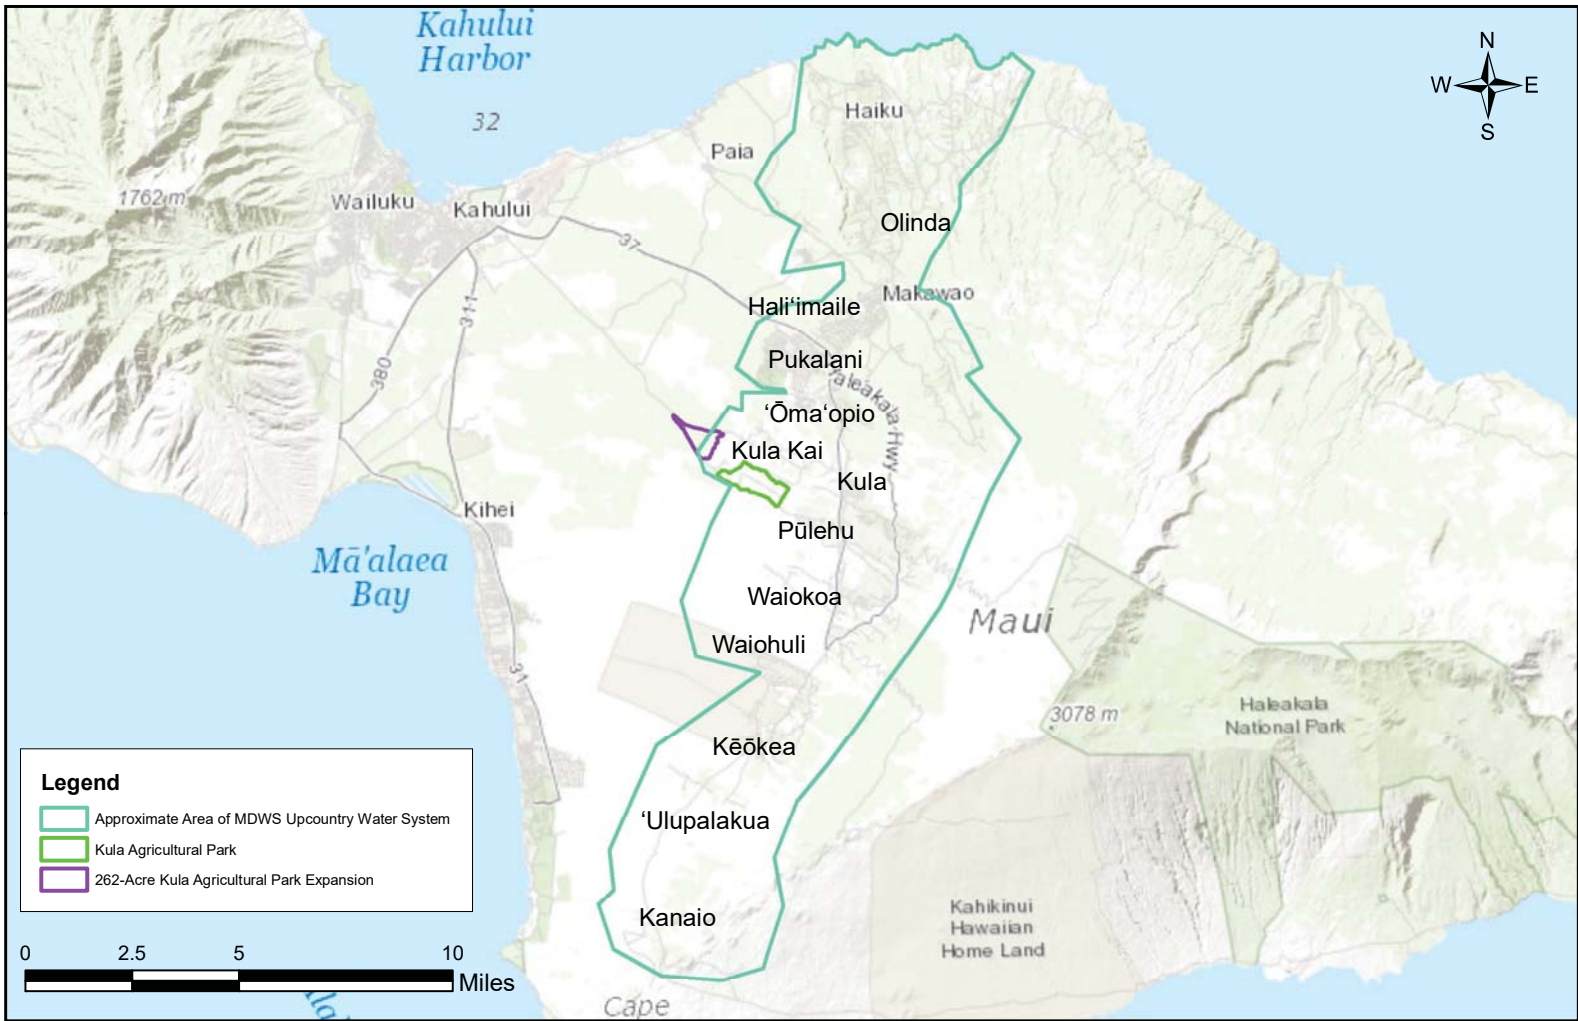 Kahului
Harbor
32
N
W
E
S
Haiku
Paia
1762 m
Wailuku
Kahului
Olinda
37
Makawao
Hali‘imaile
311
Pukalani
380
Haleakala Hwy
‘Ōma‘opio
Kula Kai
Kula
Kihei
Pūlehu
Mā'alaea
Bay
Waiokoa
Maui
Waiohuli
31
3078 m
Haleakala
National Park
Kēōkea
‘Ulupalakua
Kanaio
Kahikinui
Hawaiian
Home Land
Cape
Legend
Approximate Area of MDWS Upcountry Water System
Kula Agricultural Park
262-Acre Kula Agricultural Park Expansion
0
2.5
5
10
Miles